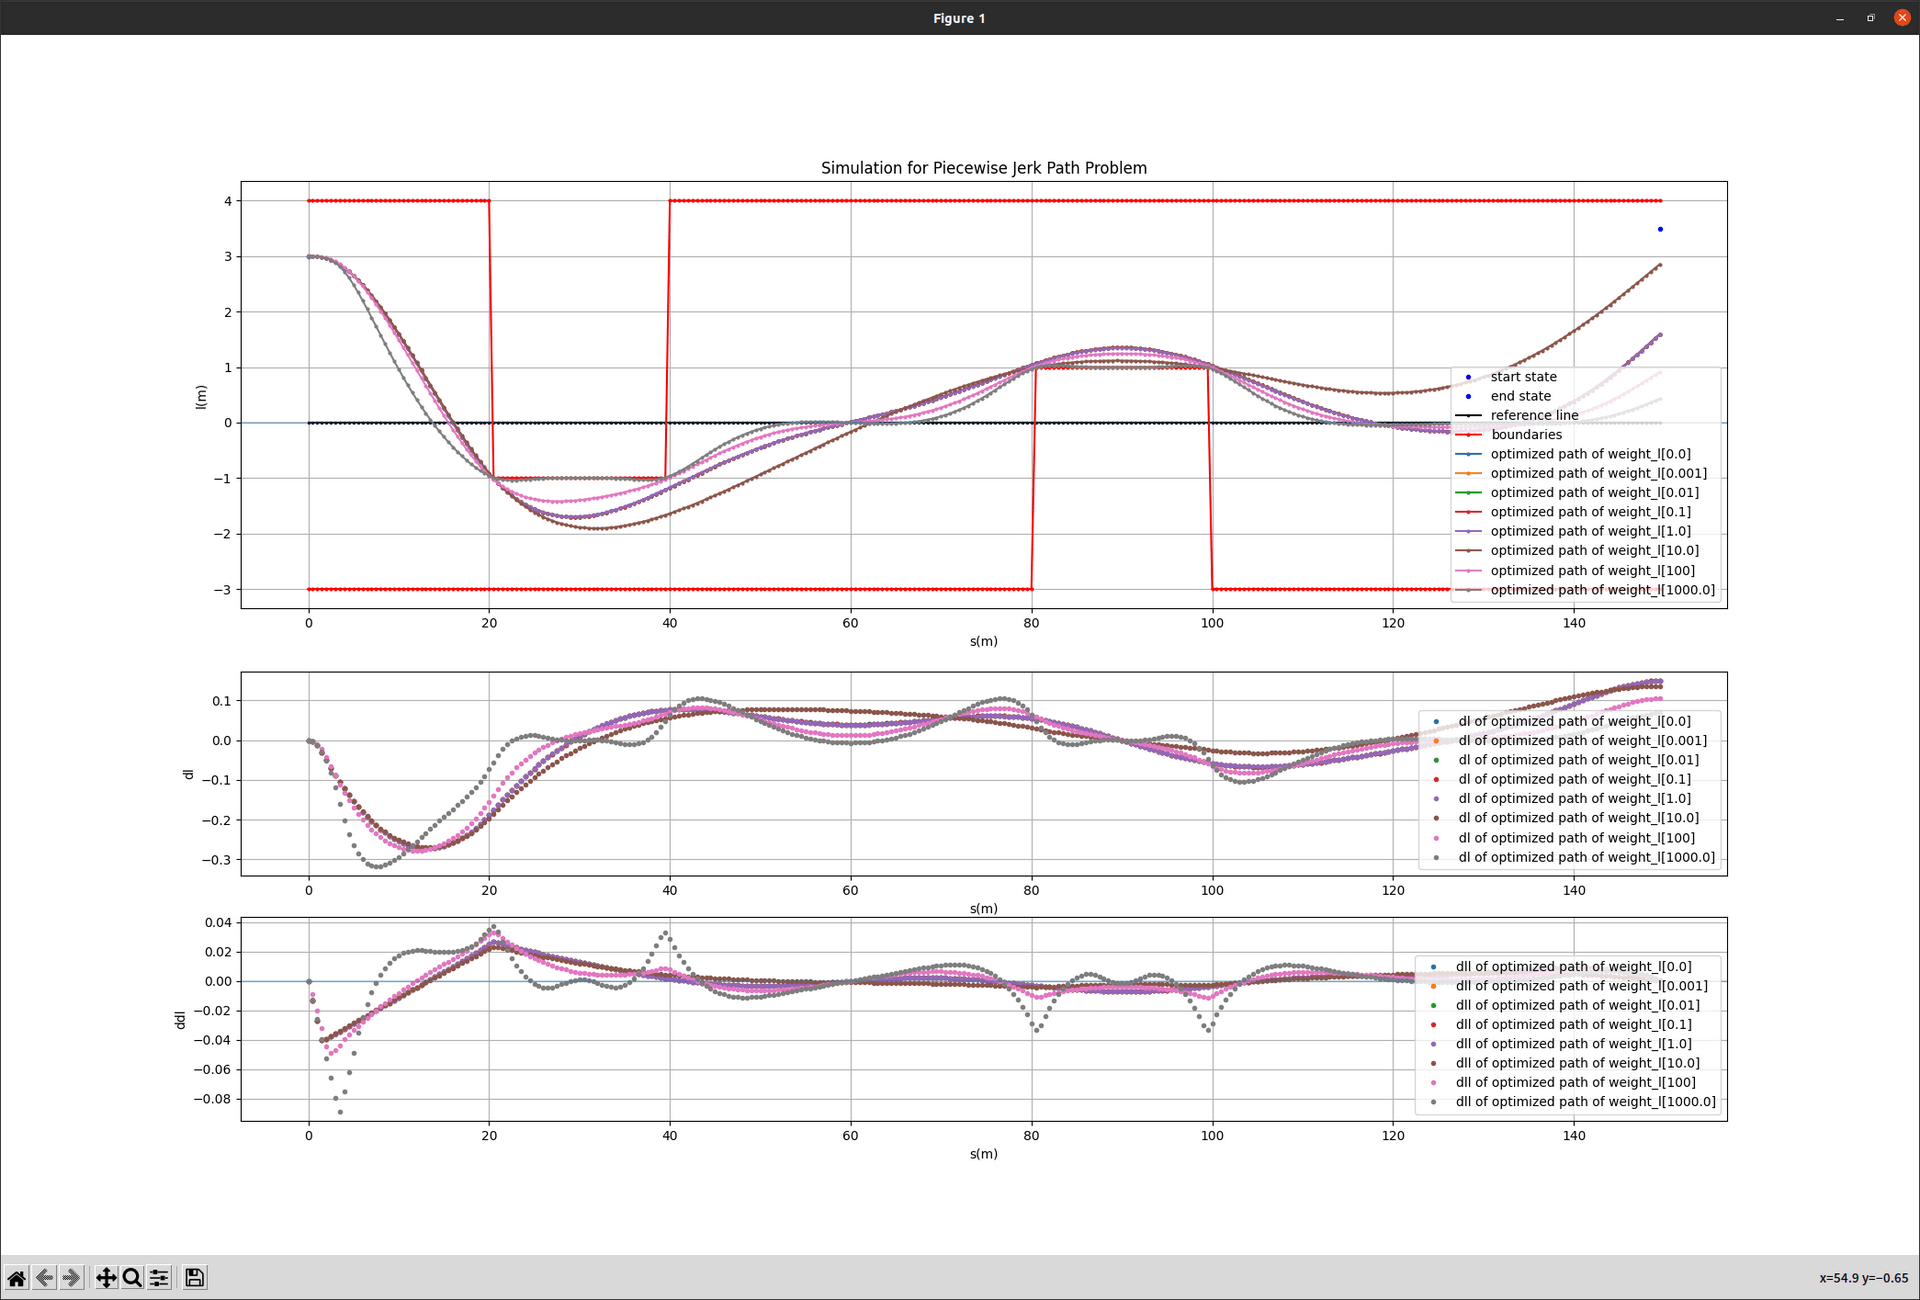 Figure 1
Simulation for Piecewise Jerk Path Problem
l(m)
4
3
2
1
0
−1
−2
−3
start state
end state
reference line
boundaries
optimized path of weight_l[0.0]
optimized path of weight_l[0.001]
optimized path of weight_l[0.01]
optimized path of weight_l[0.1]
optimized path of weight_l[1.0]
optimized path of weight_l[10.0]
optimized path of weight_l[100]
optimized path of weight_l[1000.0]
0 20 40 60 80 100 120 140
s(m)
dl
0.1
0.0
−0.1
−0.2
−0.3
dl of optimized path of weight_l[0.0]
dl of optimized path of weight_l[0.001]
dl of optimized path of weight_l[0.01]
dl of optimized path of weight_l[0.1]
dl of optimized path of weight_l[1.0]
dl of optimized path of weight_l[10.0]
dl of optimized path of weight_l[100]
dl of optimized path of weight_l[1000.0]
0 20 40 60 80 100 120 140
s(m)
ddl
0.04
0.02
0.00
−0.02
−0.04
−0.06
−0.08
dll of optimized path of weight_l[0.0]
dll of optimized path of weight_l[0.001]
dll of optimized path of weight_l[0.01]
dll of optimized path of weight_l[0.1]
dll of optimized path of weight_l[1.0]
dll of optimized path of weight_l[10.0]
dll of optimized path of weight_l[100]
dll of optimized path of weight_l[1000.0]
0 20 40 60 80 100 120 140
s(m)
x=54.9 y=−0.65